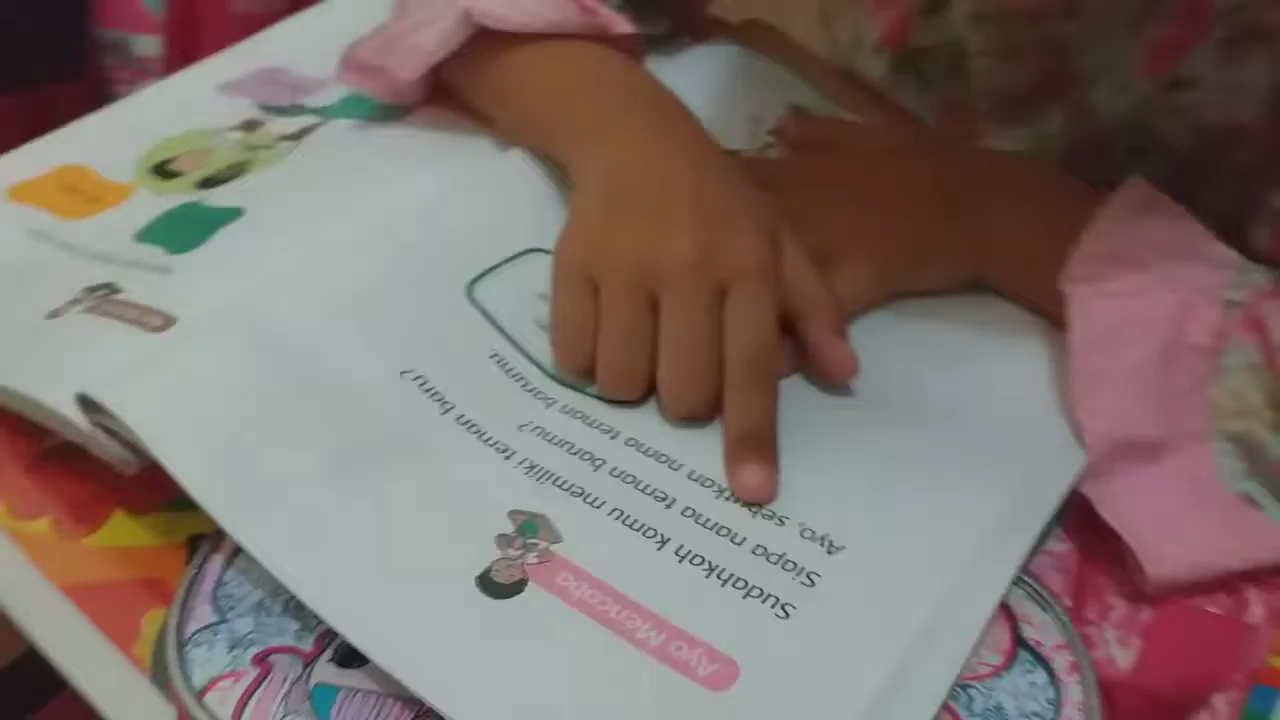 Ayo Mencoba
Sudahkah kamu memiliki teman baru?
Siapa nama teman barumu?
Ayo, sebutkan nama teman barumu.